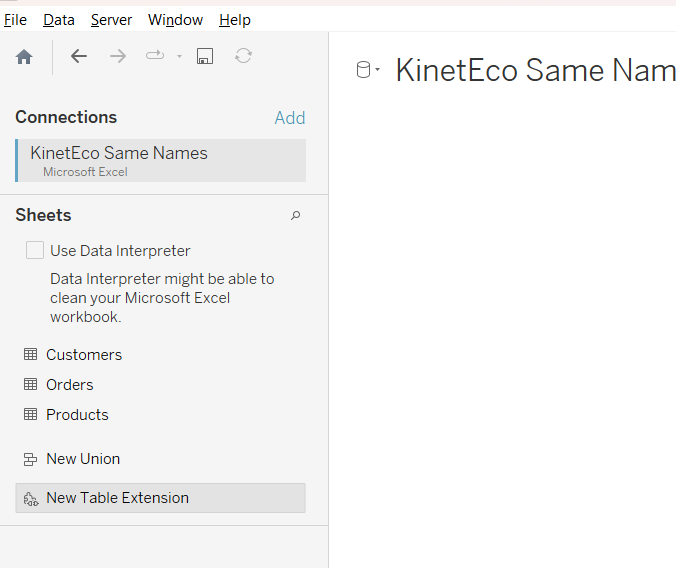 File Data Server Window Help
KinetEco Same Nam
Connections Add
KinetEco Same Names
Microsoft Excel
Sheets
Use Data Interpreter
Data Interpreter might be able to
clean your Microsoft Excel
workbook.
Customers
Orders
Products
New Union
New Table Extension